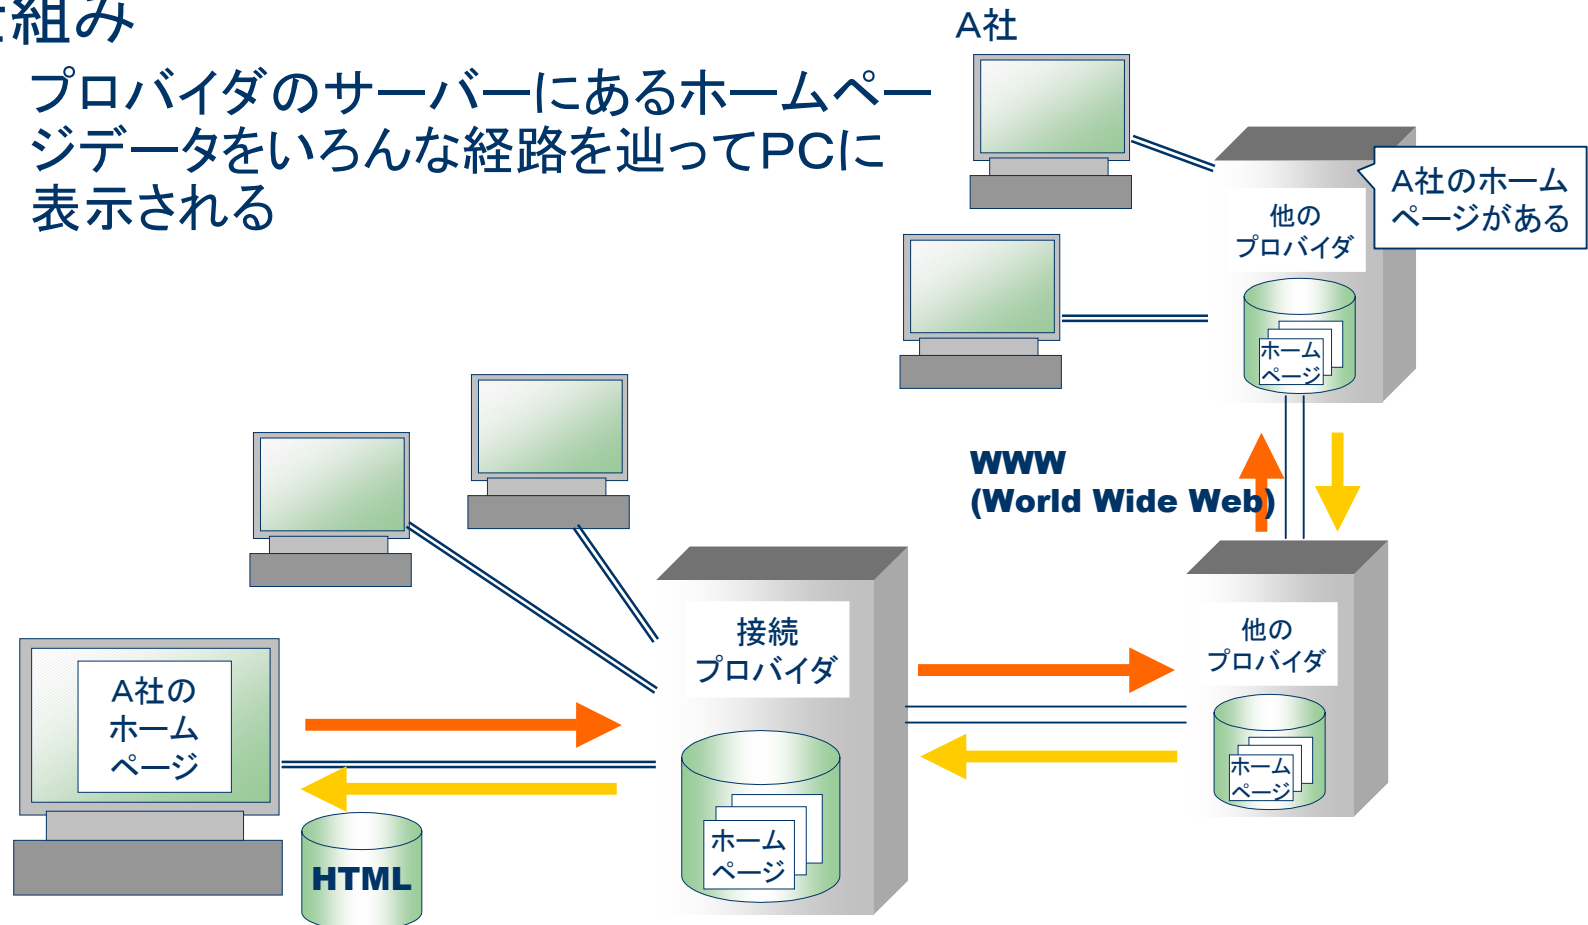 組み
プロバイダのサーバーにあるホームペー
ジデータをいろんな経路を辿ってPCに
表示される
A社
A社のホーム
ページがある
他の
プロバイダ
ホーム
ページ
WWW
(World Wide Web)
接続
プロバイダ
ホーム
ページ
他の
プロバイダ
ホーム
ページ
A社の
ホーム
ページ
HTML